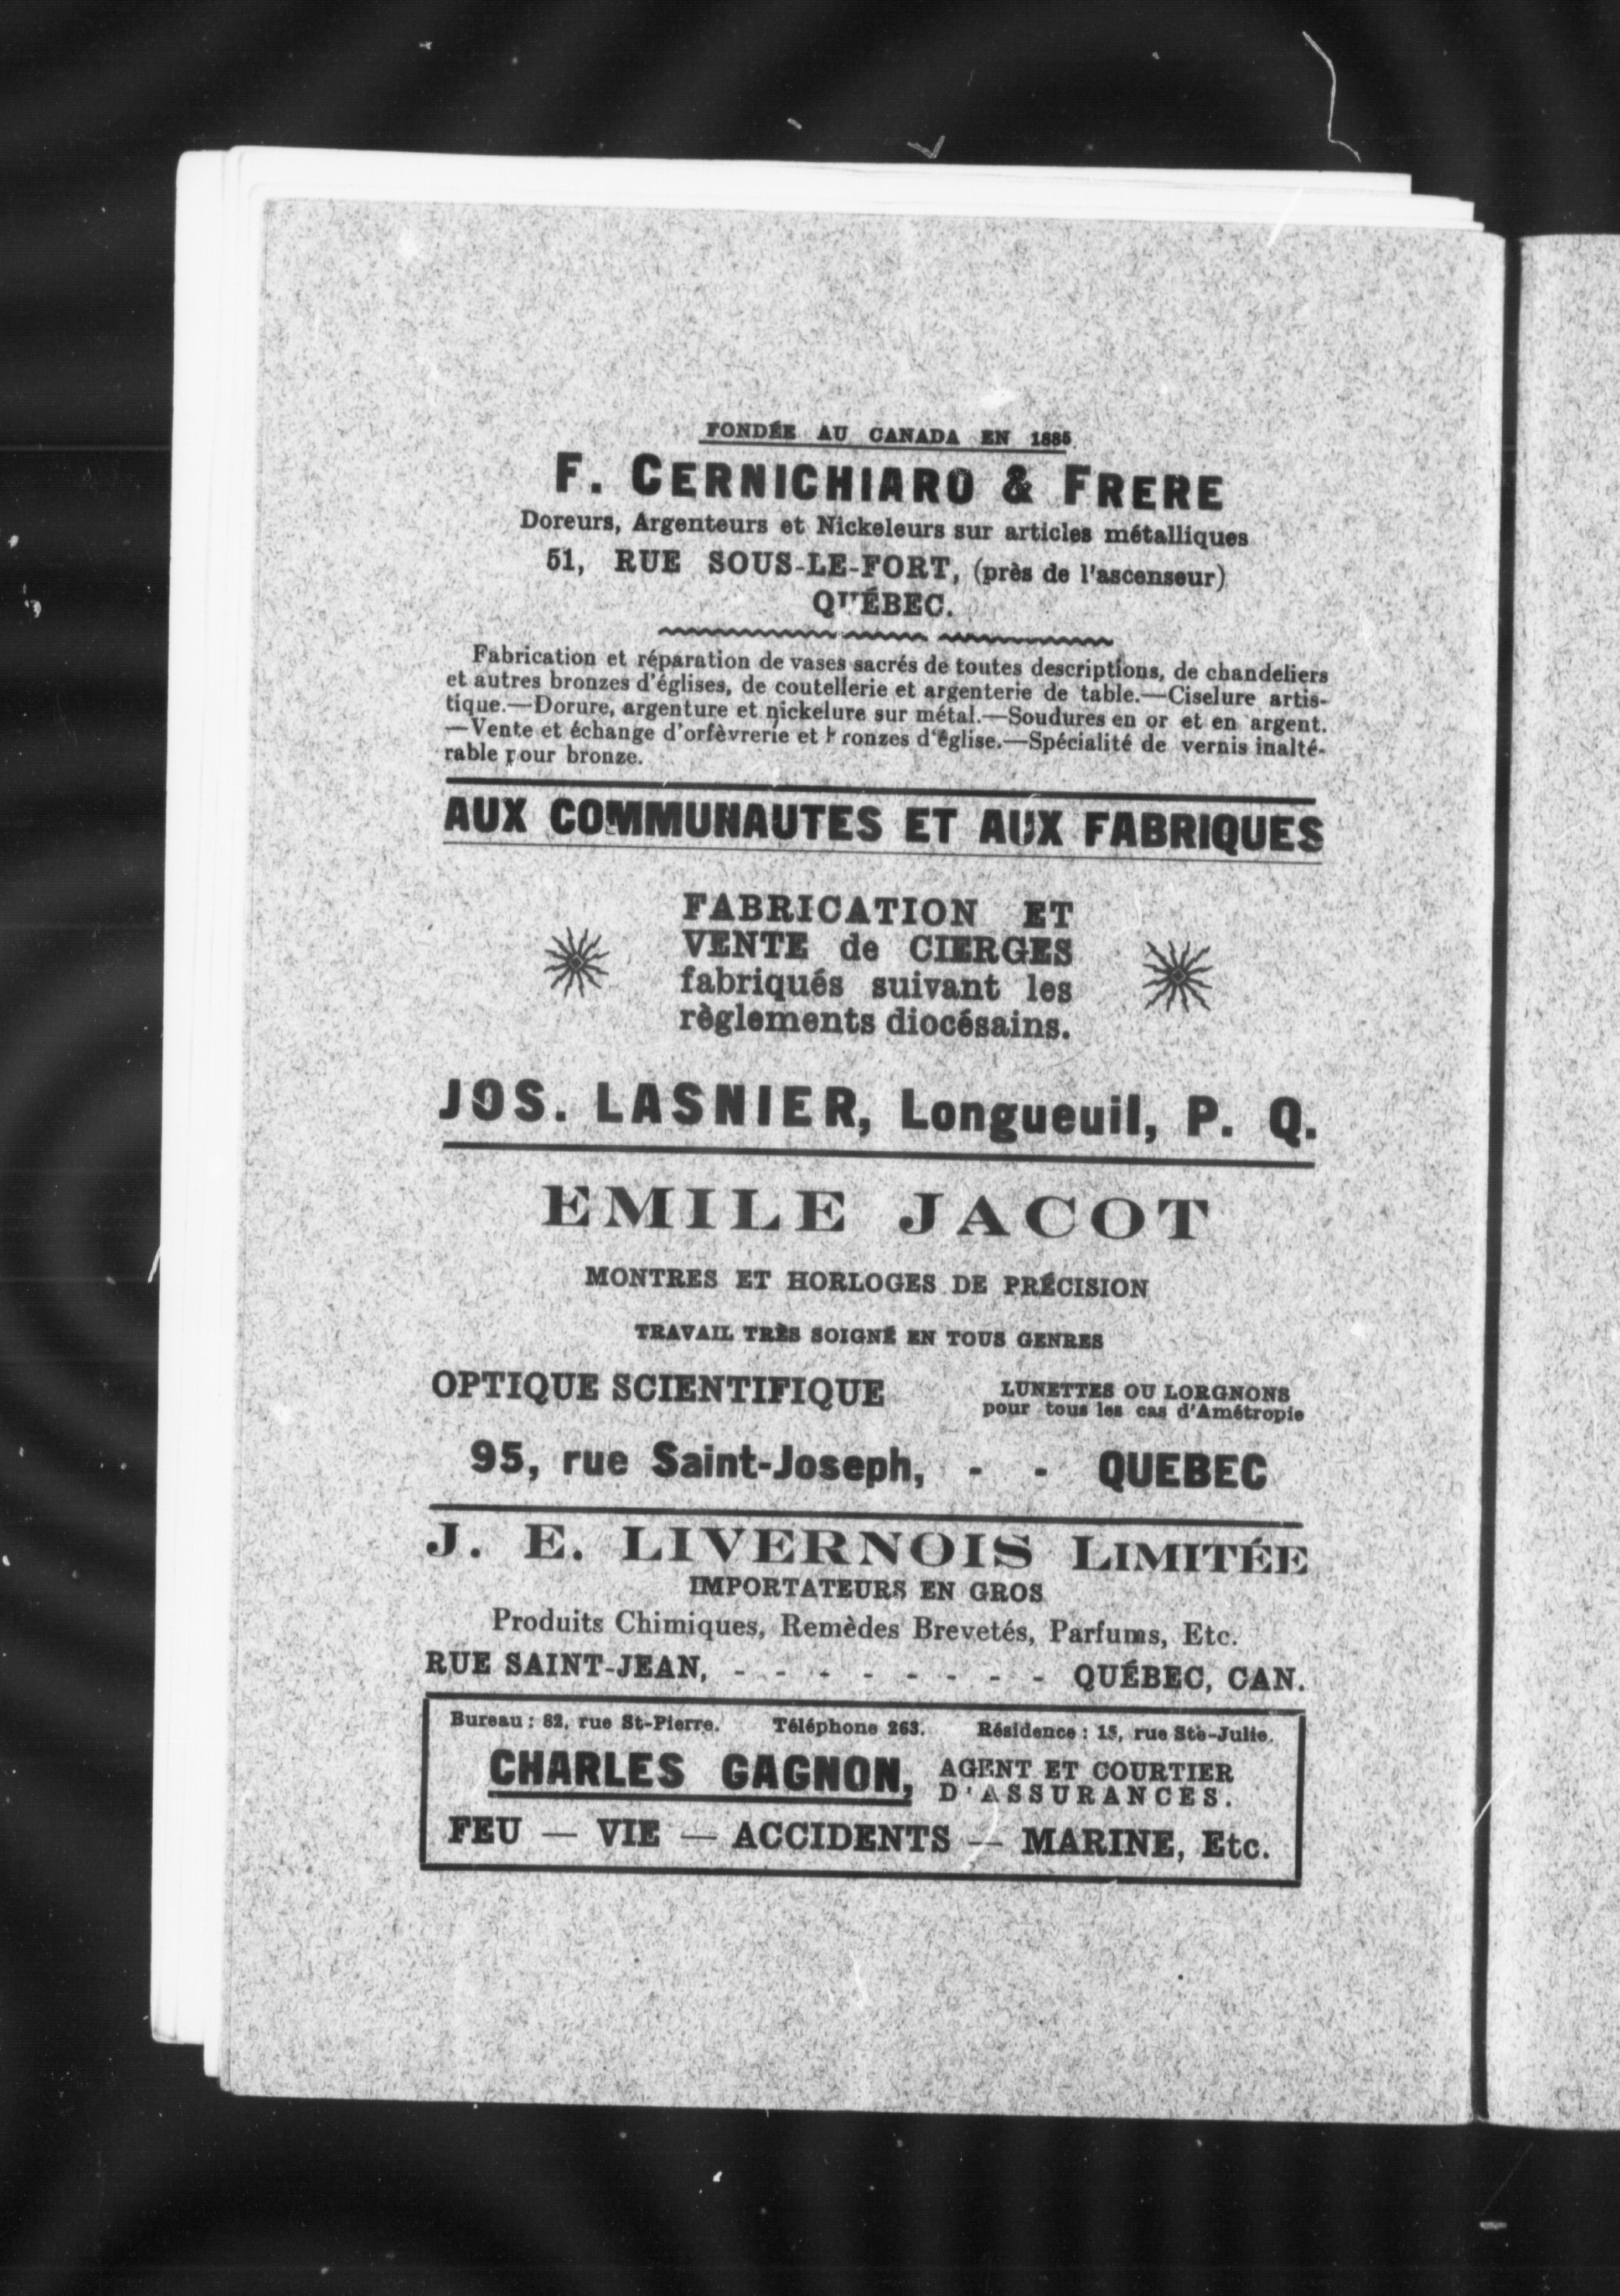 FONDÉE AU CANADA EN 1885
F. CERNICHIARO & FRERE
Doreurs, Argenteurs et Nickeleurs sur articles métalliques
51, RUE SOUS-LE-FORT, (près de l'ascenseur)
QUÉBEC.
Fabrication et réparation de vases sacrés de toutes descriptions, de chandeliers
et autres bronzes d'églises, de coutellerie et argenterie de table.—Ciselure artis-
tique.—Dorure, argenture et nickelure sur métal.—Soudures en or et en argent.
—Vente et échange d'orfèvrerie et bronzes d'église.—Spécialité de vernis inalté-
rable pour bronze.
AUX COMMUNAUTES ET AUX FABRIQUES
FABRICATION ET
VENTE de CIERGES
fabriqués suivant les
règlements diocésains.
JOS. LASNIER, Longueuil, P. Q.
EMILE JACOT
MONTRES ET HORLOGES DE PRÉCISION
TRAVAIL TRÈS SOIGNÉ EN TOUS GENRES
OPTIQUE SCIENTIFIQUE
LUNETTES OU LORGNONS
pour tous les cas d'Amétropie
95, rue Saint-Joseph, - - QUEBEC
J. E. LIVERNOIS LIMITÉE
IMPORTATEURS EN GROS
Produits Chimiques, Remèdes Brevetés, Parfums, Etc.
RUE SAINT-JEAN, - - - - - - - - QUÉBEC, CAN.
Bureau : 82, rue St-Pierre. Téléphone 263. Résidence : 15, rue Ste-Julie.
CHARLES GAGNON,
AGENT ET COURTIER
D'ASSURANCES.
FEU — VIE — ACCIDENTS — MARINE, Etc.